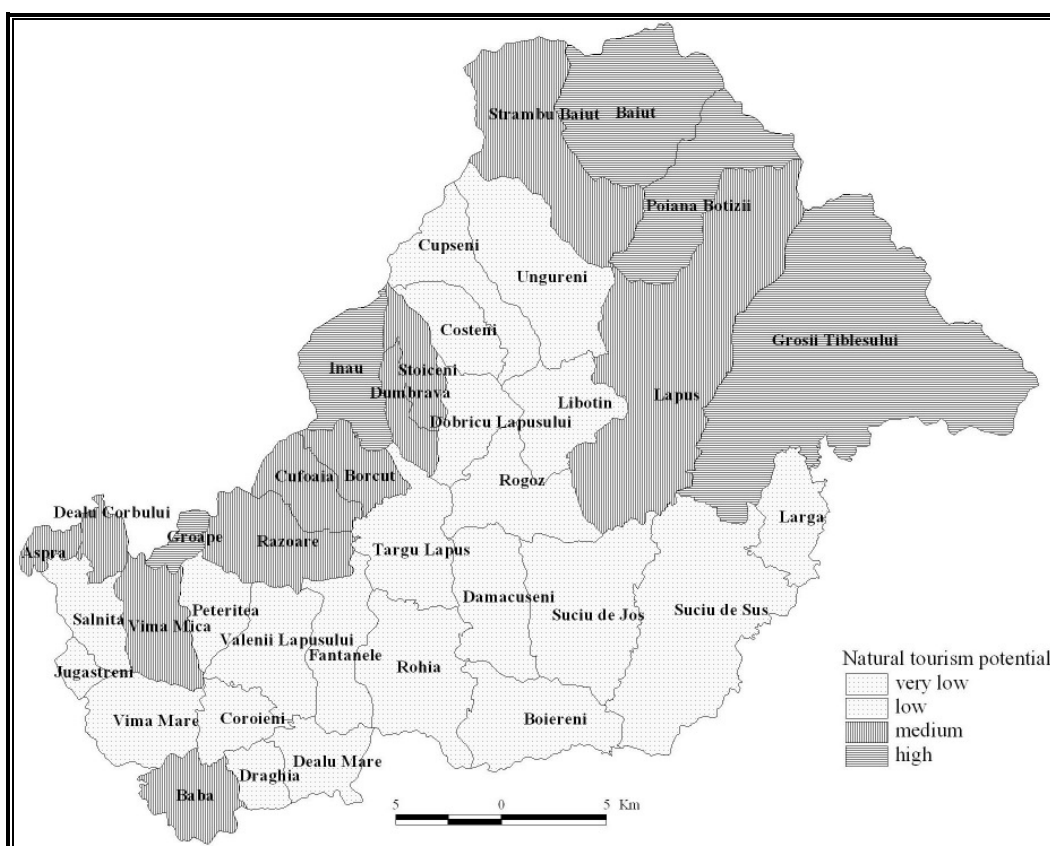 Strambu Baiut
Baiut
Poiana Botizii
Cupseni
Ungureni
Costeni
Grosii Tiblesului
Inau
Stoiceni
Dumbrava
Lapus
Libotin
Dobricu Lapusului
Cufoaia
Borcut
Rogoz
Dealu Corbului
Larga
Groape
Razoare
Aspra
Targu Lapus
Damacuseni
Suciu de Jos
Suciu de Sus
Salnita
Vima Mica
Peteritea
Valenii Lapusului
Fantanele
Rohia
Jugastreni
Vima Mare
Coroieni
Boiereni
Dealu Mare
Draghia
Baba
Natural tourism potential
very low
low
medium
high
5 0 5 Km